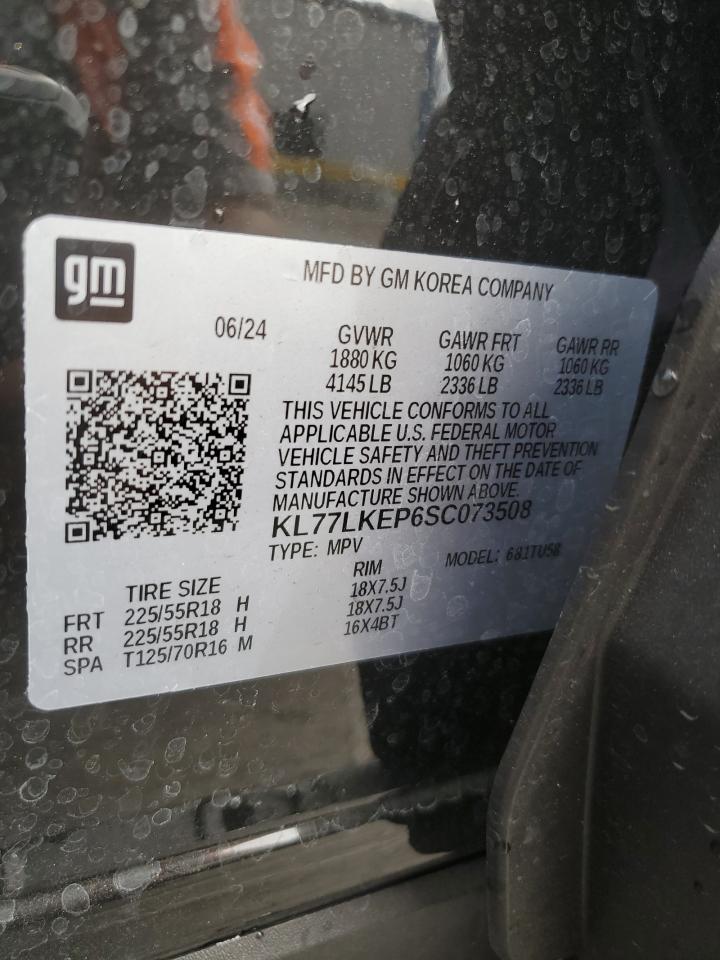 gm
MFD BY GM KOREA COMPANY
06/24 GVWR GAWR FRT GAWR RR
1880 KG 1060 KG 1060 KG
4145 LB 2336 LB 2336 LB
THIS VEHICLE CONFORMS TO ALL
APPLICABLE U.S. FEDERAL MOTOR
VEHICLE SAFETY AND THEFT PREVENTION
STANDARDS IN EFFECT ON THE DATE OF
MANUFACTURE SHOWN ABOVE.
KL77LKEP6SC073508
TYPE: MPV MODEL: 681TU58
TIRE SIZE RIM
FRT 225/55R18 H 18X7.5J
RR 225/55R18 H 18X7.5J
SPA T125/70R16 M 16X4BT